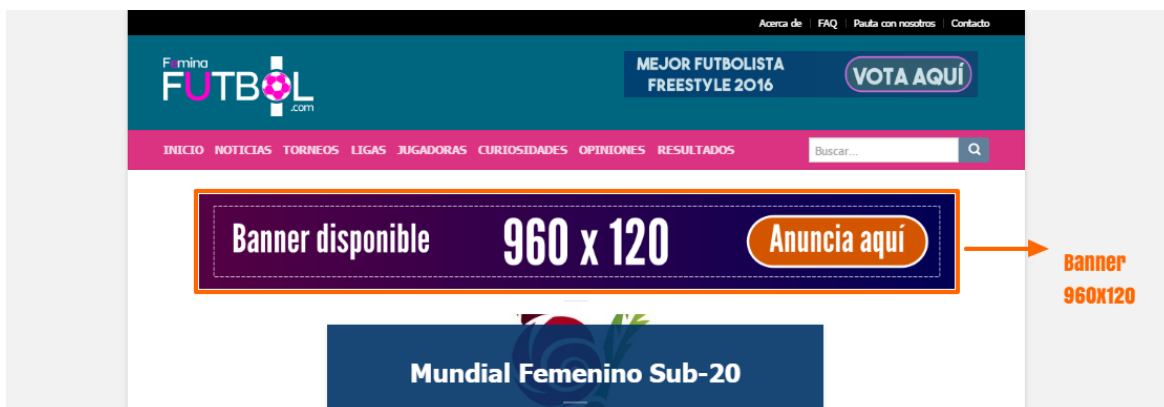 Acerca de | FAQ | Pauta con nosotros | Contacto
Femina
FUTBOL
.com
MEJOR FUTBOLISTA
FREESTYLE 2016
VOTA AQUÍ
INICIO NOTICIAS TORNEOS LIGAS JUGADORAS CURIOSIDADES OPINIONES RESULTADOS
Buscar...
Banner disponible 960 x 120 Anuncia aquí
Banner
960x120
Mundial Femenino Sub-20